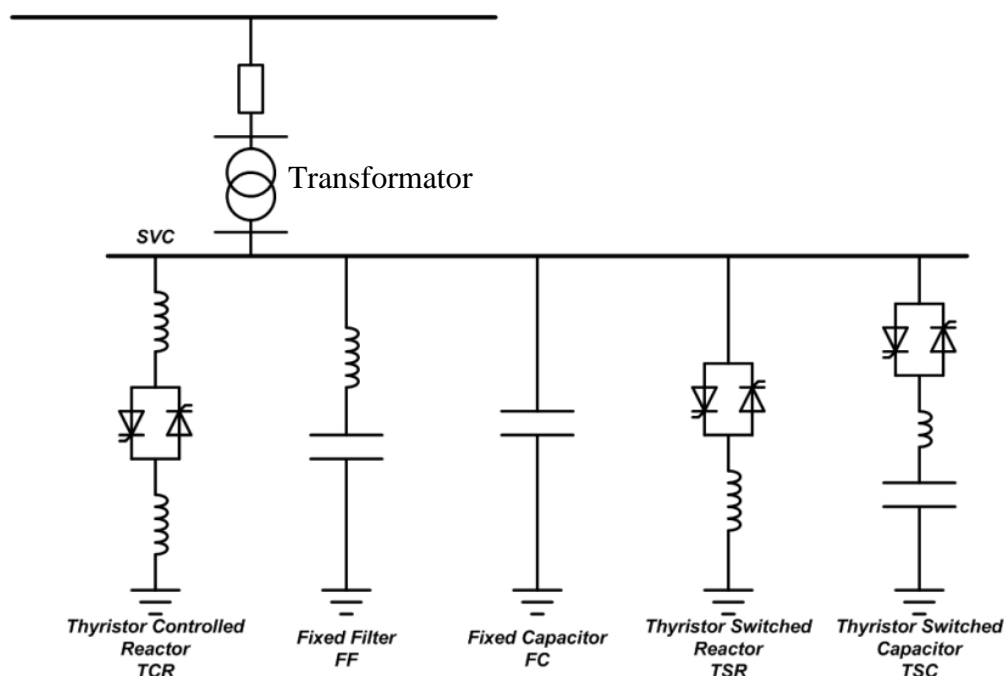 Transformator
SVC
Thyristor Controlled
Reactor
TCR
Fixed Filter
FF
Fixed Capacitor
FC
Thyristor Switched
Reactor
TSR
Thyristor Switched
Capacitor
TSC